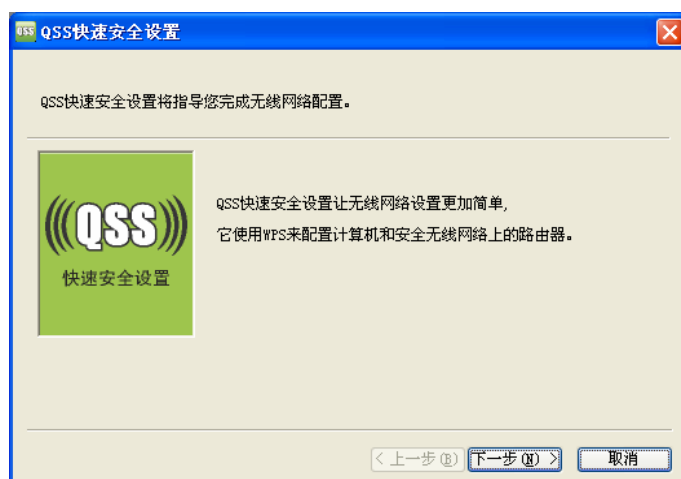 QSS QSS快速安全设置
QSS快速安全设置将指导您完成无线网络配置。
(((QSS)))
快速安全设置
QSS快速安全设置让无线网络设置更加简单,
它使用WPS来配置计算机和安全无线网络上的路由器。
< 上一步(B) 下一步(N) > 取消